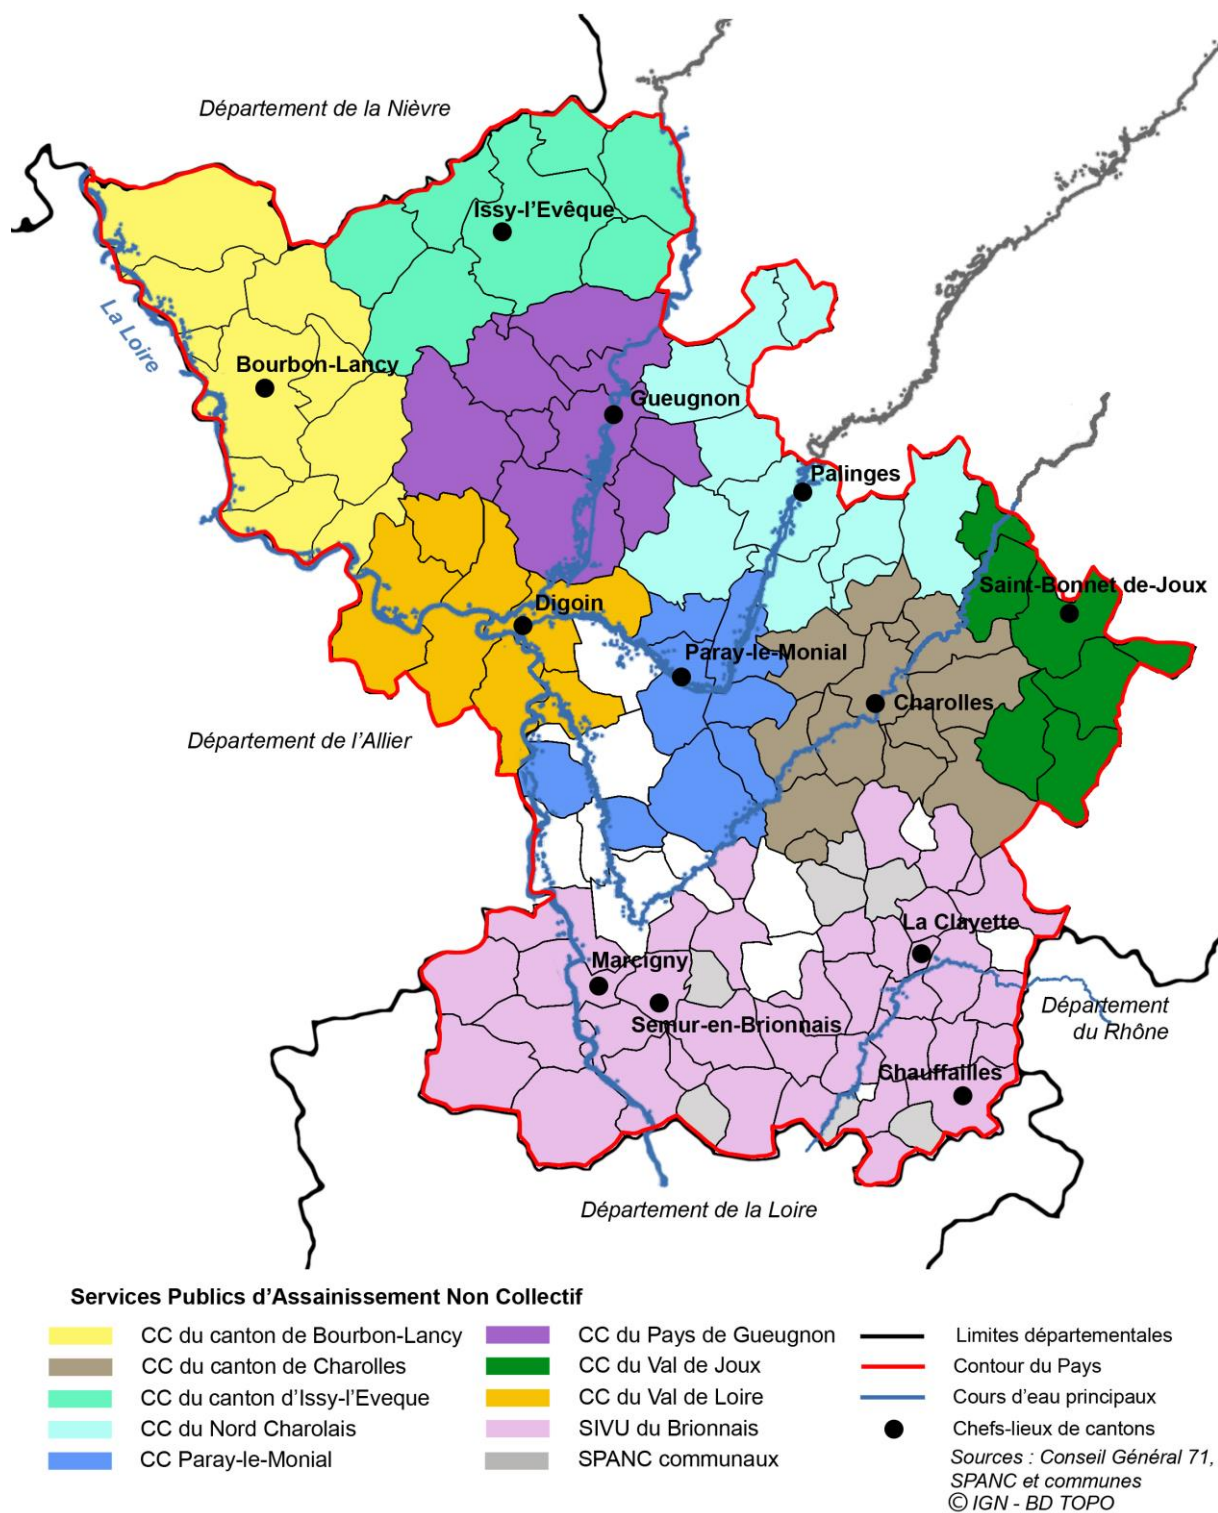 Département de la Nièvre
Issy-l'Evêque
La Loire
Bourbon-Lancy
Gueugnon
Palinges
Saint-Bonnet de-Joux
Digoin
Paray-le-Monial
Charolles
Département de l'Allier
La Clayette
Marcigny
Semur-en-Brionnais
Département
du Rhône
Chauffailles
Département de la Loire
Services Publics d'Assainissement Non Collectif
CC du canton de Bourbon-Lancy
CC du canton de Charolles
CC du canton d'Issy-l'Eveque
CC du Nord Charolais
CC Paray-le-Monial
CC du Pays de Gueugnon
CC du Val de Joux
CC du Val de Loire
SIVU du Brionnais
SPANC communaux
Limites départementales
Contour du Pays
Cours d'eau principaux
Chefs-lieux de cantons
Sources : Conseil Général 71,
SPANC et communes
© IGN - BD TOPO